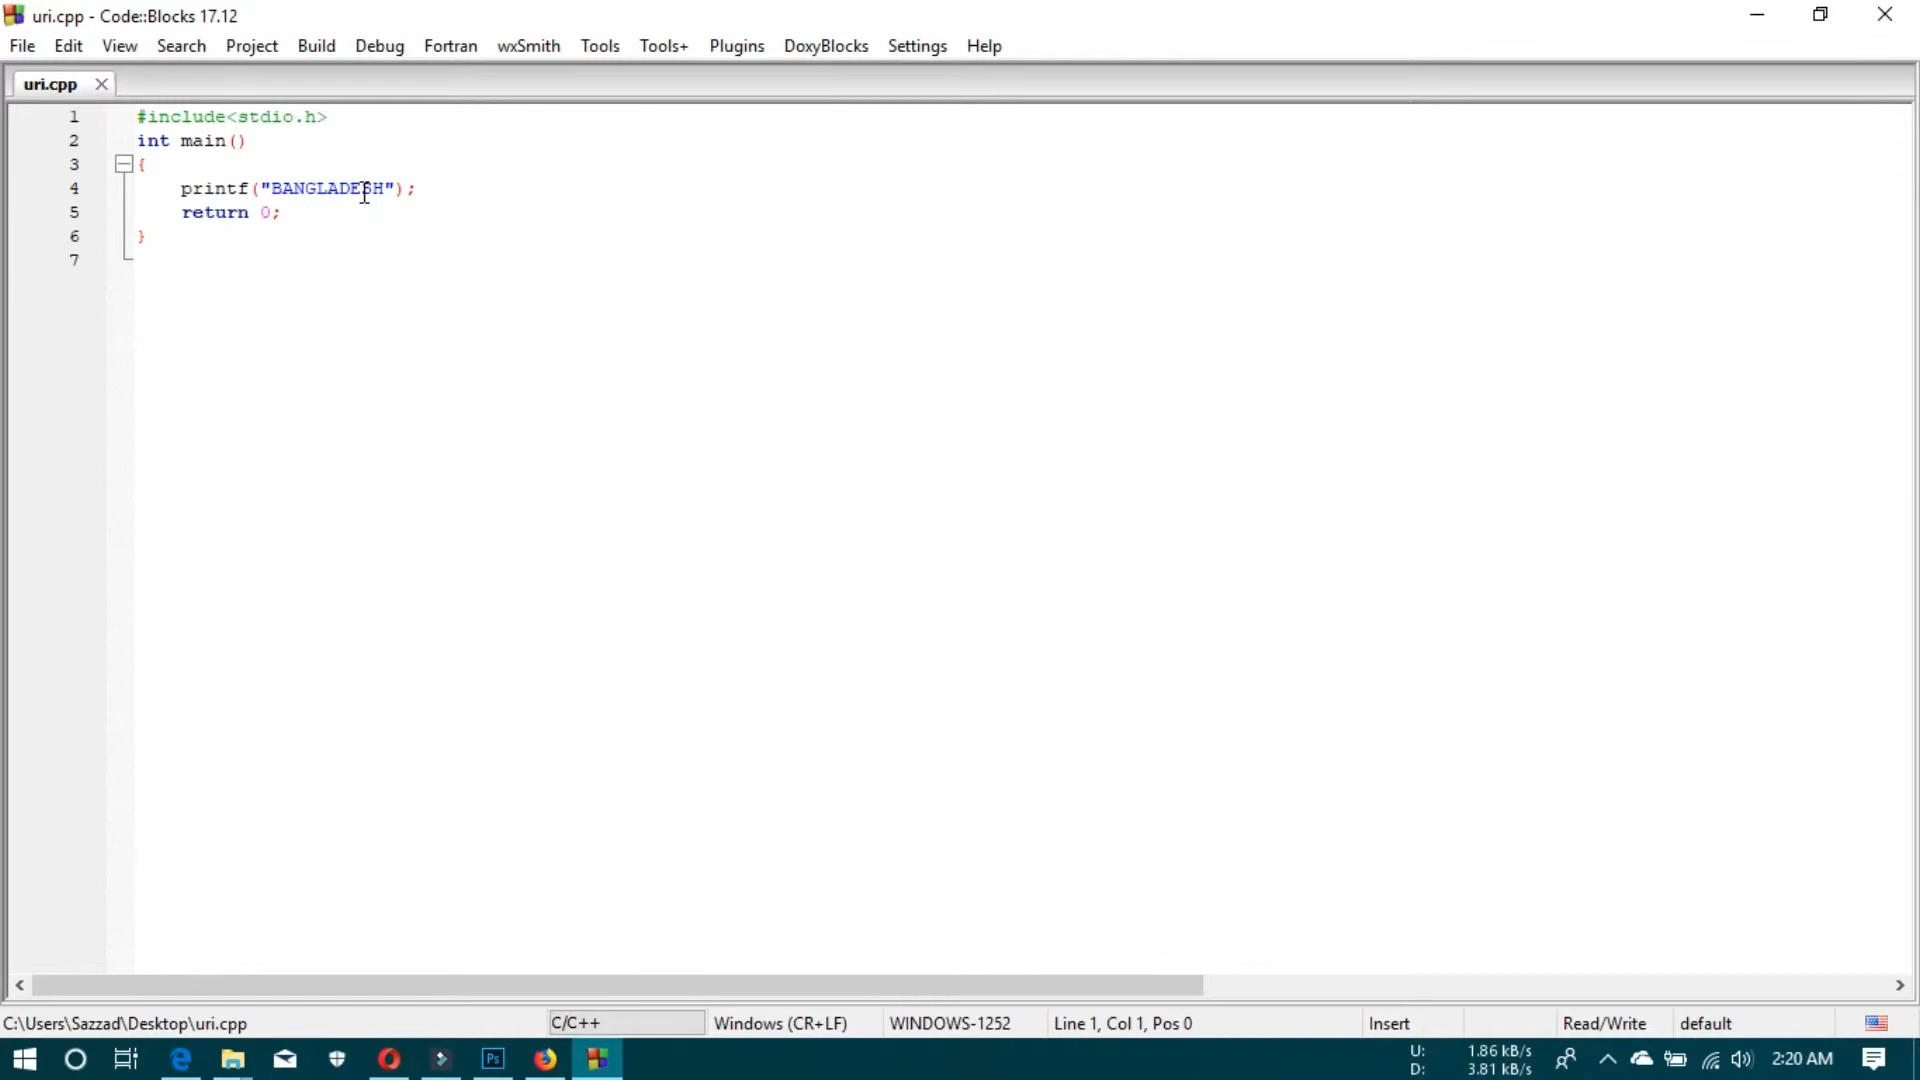 uri.cpp - Code::Blocks 17.12
File Edit View Search Project Build Debug Fortran wxSmith Tools Tools+ Plugins DoxyBlocks Settings Help
uri.cpp
1 #include<stdio.h>
2 int main()
3 {
4 printf("BANGLADESH");
5 return 0;
6 }
7
C:\Users\Sazzad\Desktop\uri.cpp C/C++ Windows (CR+LF) WINDOWS-1252 Line 1, Col 1, Pos 0 Insert Read/Write default
Ps
U: 1.86 kB/s
D: 3.81 kB/s
2:20 AM